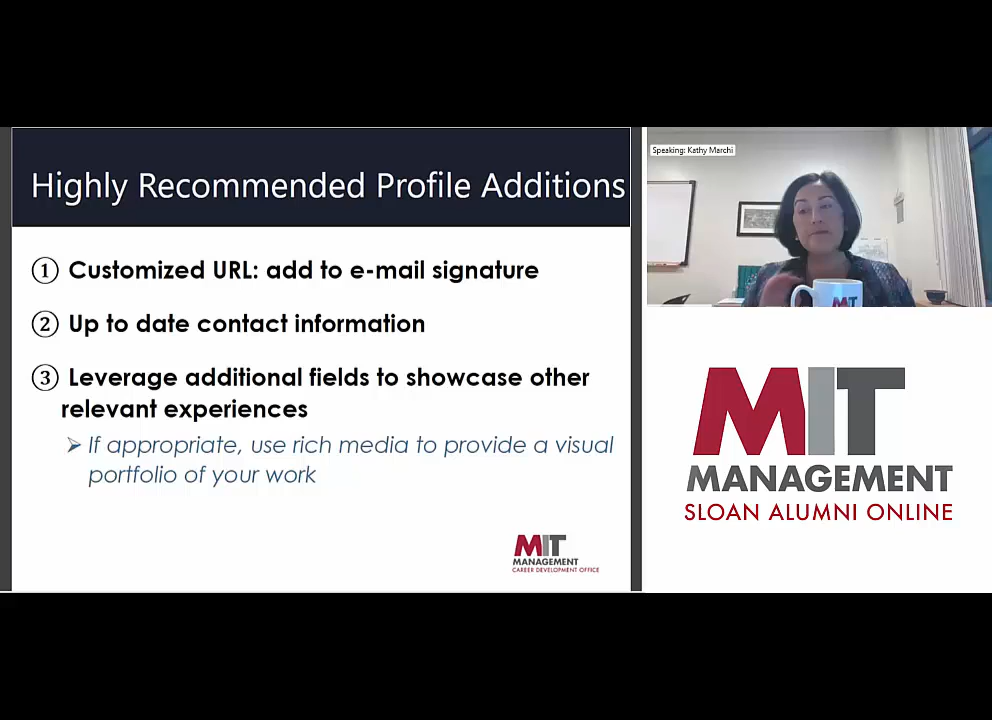 Highly Recommended Profile Additions
① Customized URL: add to e-mail signature
② Up to date contact information
③ Leverage additional fields to showcase other
relevant experiences
➢ If appropriate, use rich media to provide a visual
portfolio of your work
MIT
MANAGEMENT
CAREER DEVELOPMENT OFFICE
Speaking: Kathy Marchi
MIT
MIT
MANAGEMENT
SLOAN ALUMNI ONLINE